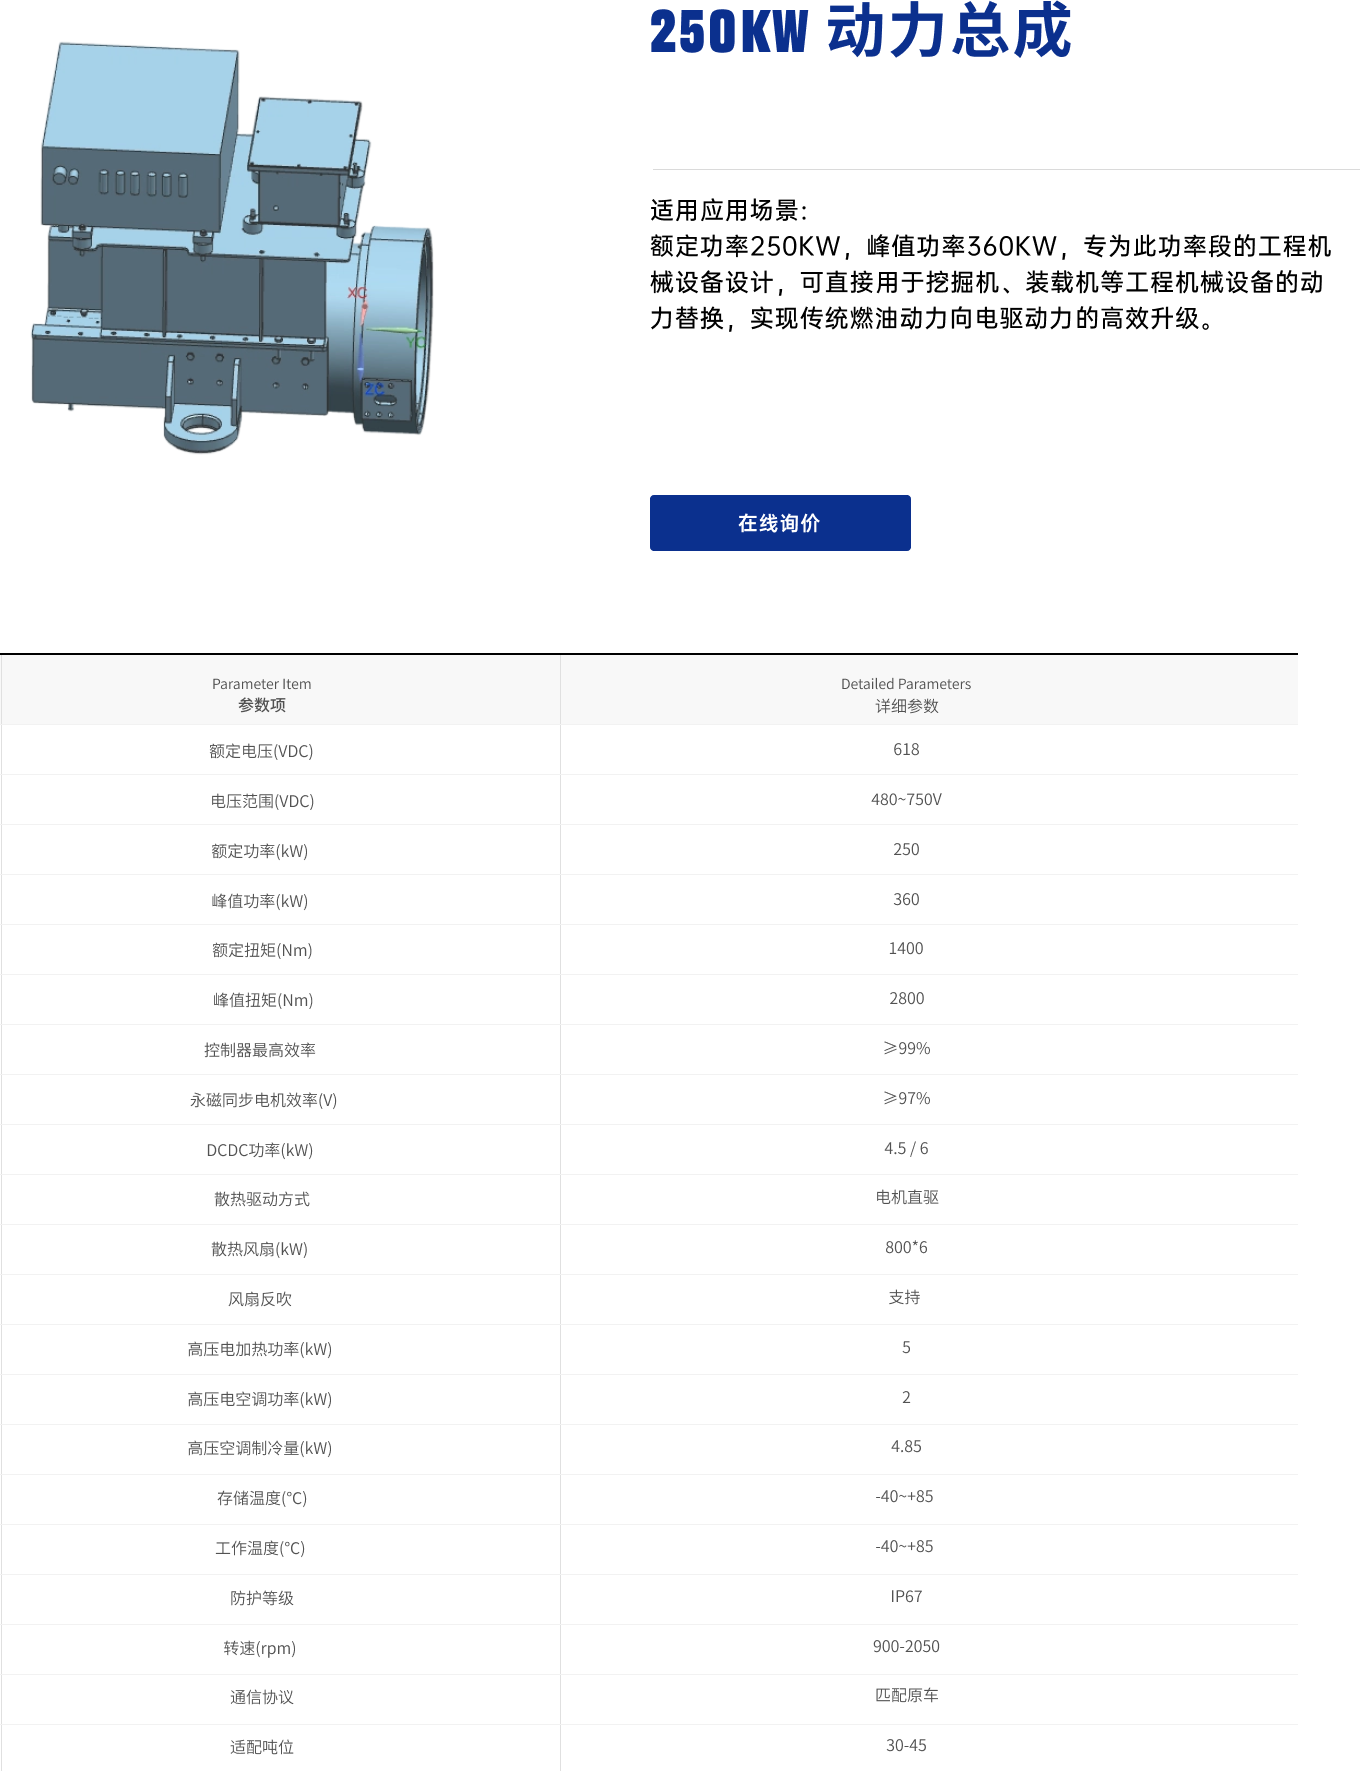 250KW 动力总成
适用应用场景：
额定功率250KW，峰值功率360KW，专为此功率段的工程机
械设备设计，可直接用于挖掘机、装载机等工程机械设备的动
力替换，实现传统燃油动力向电驱动力的高效升级。
XC
YC
ZC
在线询价
Parameter Item Detailed Parameters
参数项 详细参数
额定电压(VDC) 618
电压范围(VDC) 480~750V
额定功率(kW) 250
峰值功率(kW) 360
额定扭矩(Nm) 1400
峰值扭矩(Nm) 2800
控制器最高效率 ≥99%
永磁同步电机效率(V) ≥97%
DCDC功率(kW) 4.5 / 6
散热驱动方式 电机直驱
散热风扇(kW) 800*6
风扇反吹 支持
高压电加热功率(kW) 5
高压电空调功率(kW) 2
高压空调制冷量(kW) 4.85
存储温度(℃) -40~+85
工作温度(℃) -40~+85
防护等级 IP67
转速(rpm) 900-2050
通信协议 匹配原车
适配吨位 30-45